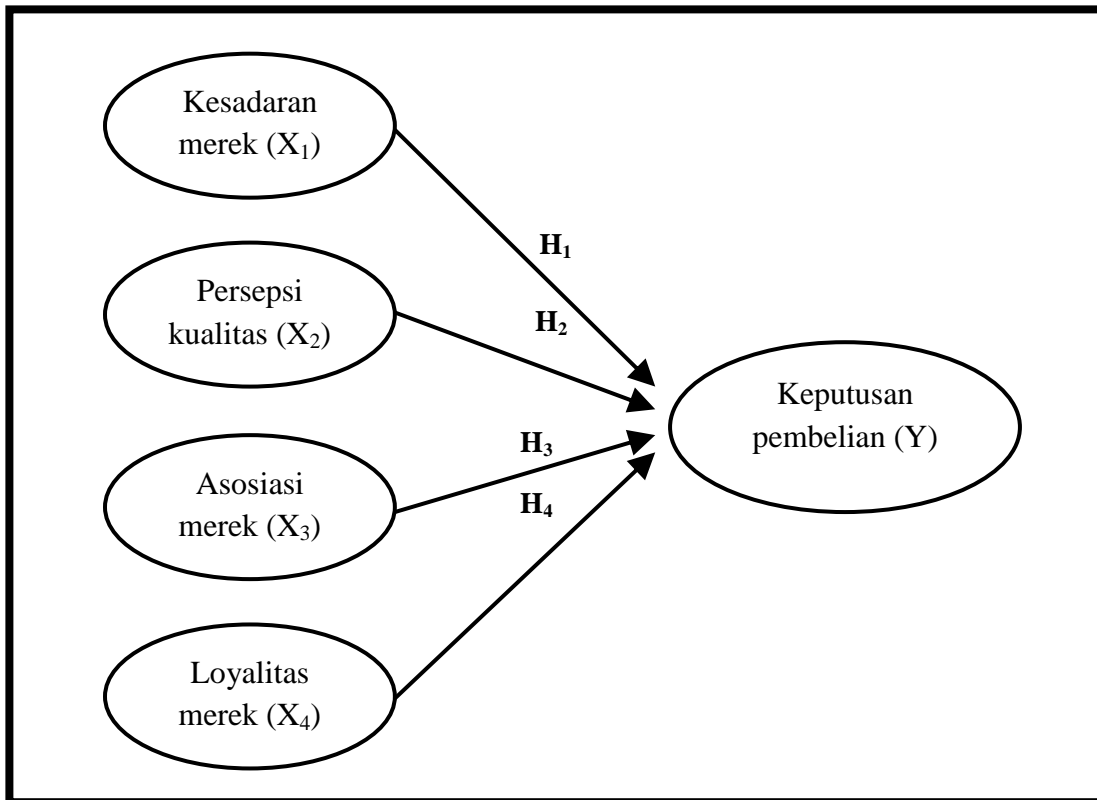 Kesadaran
merek (X₁)
H₁
Persepsi
kualitas (X₂)
H₂
Keputusan
pembelian (Y)
Asosiasi
merek (X₃)
H₃
H₄
Loyalitas
merek (X₄)